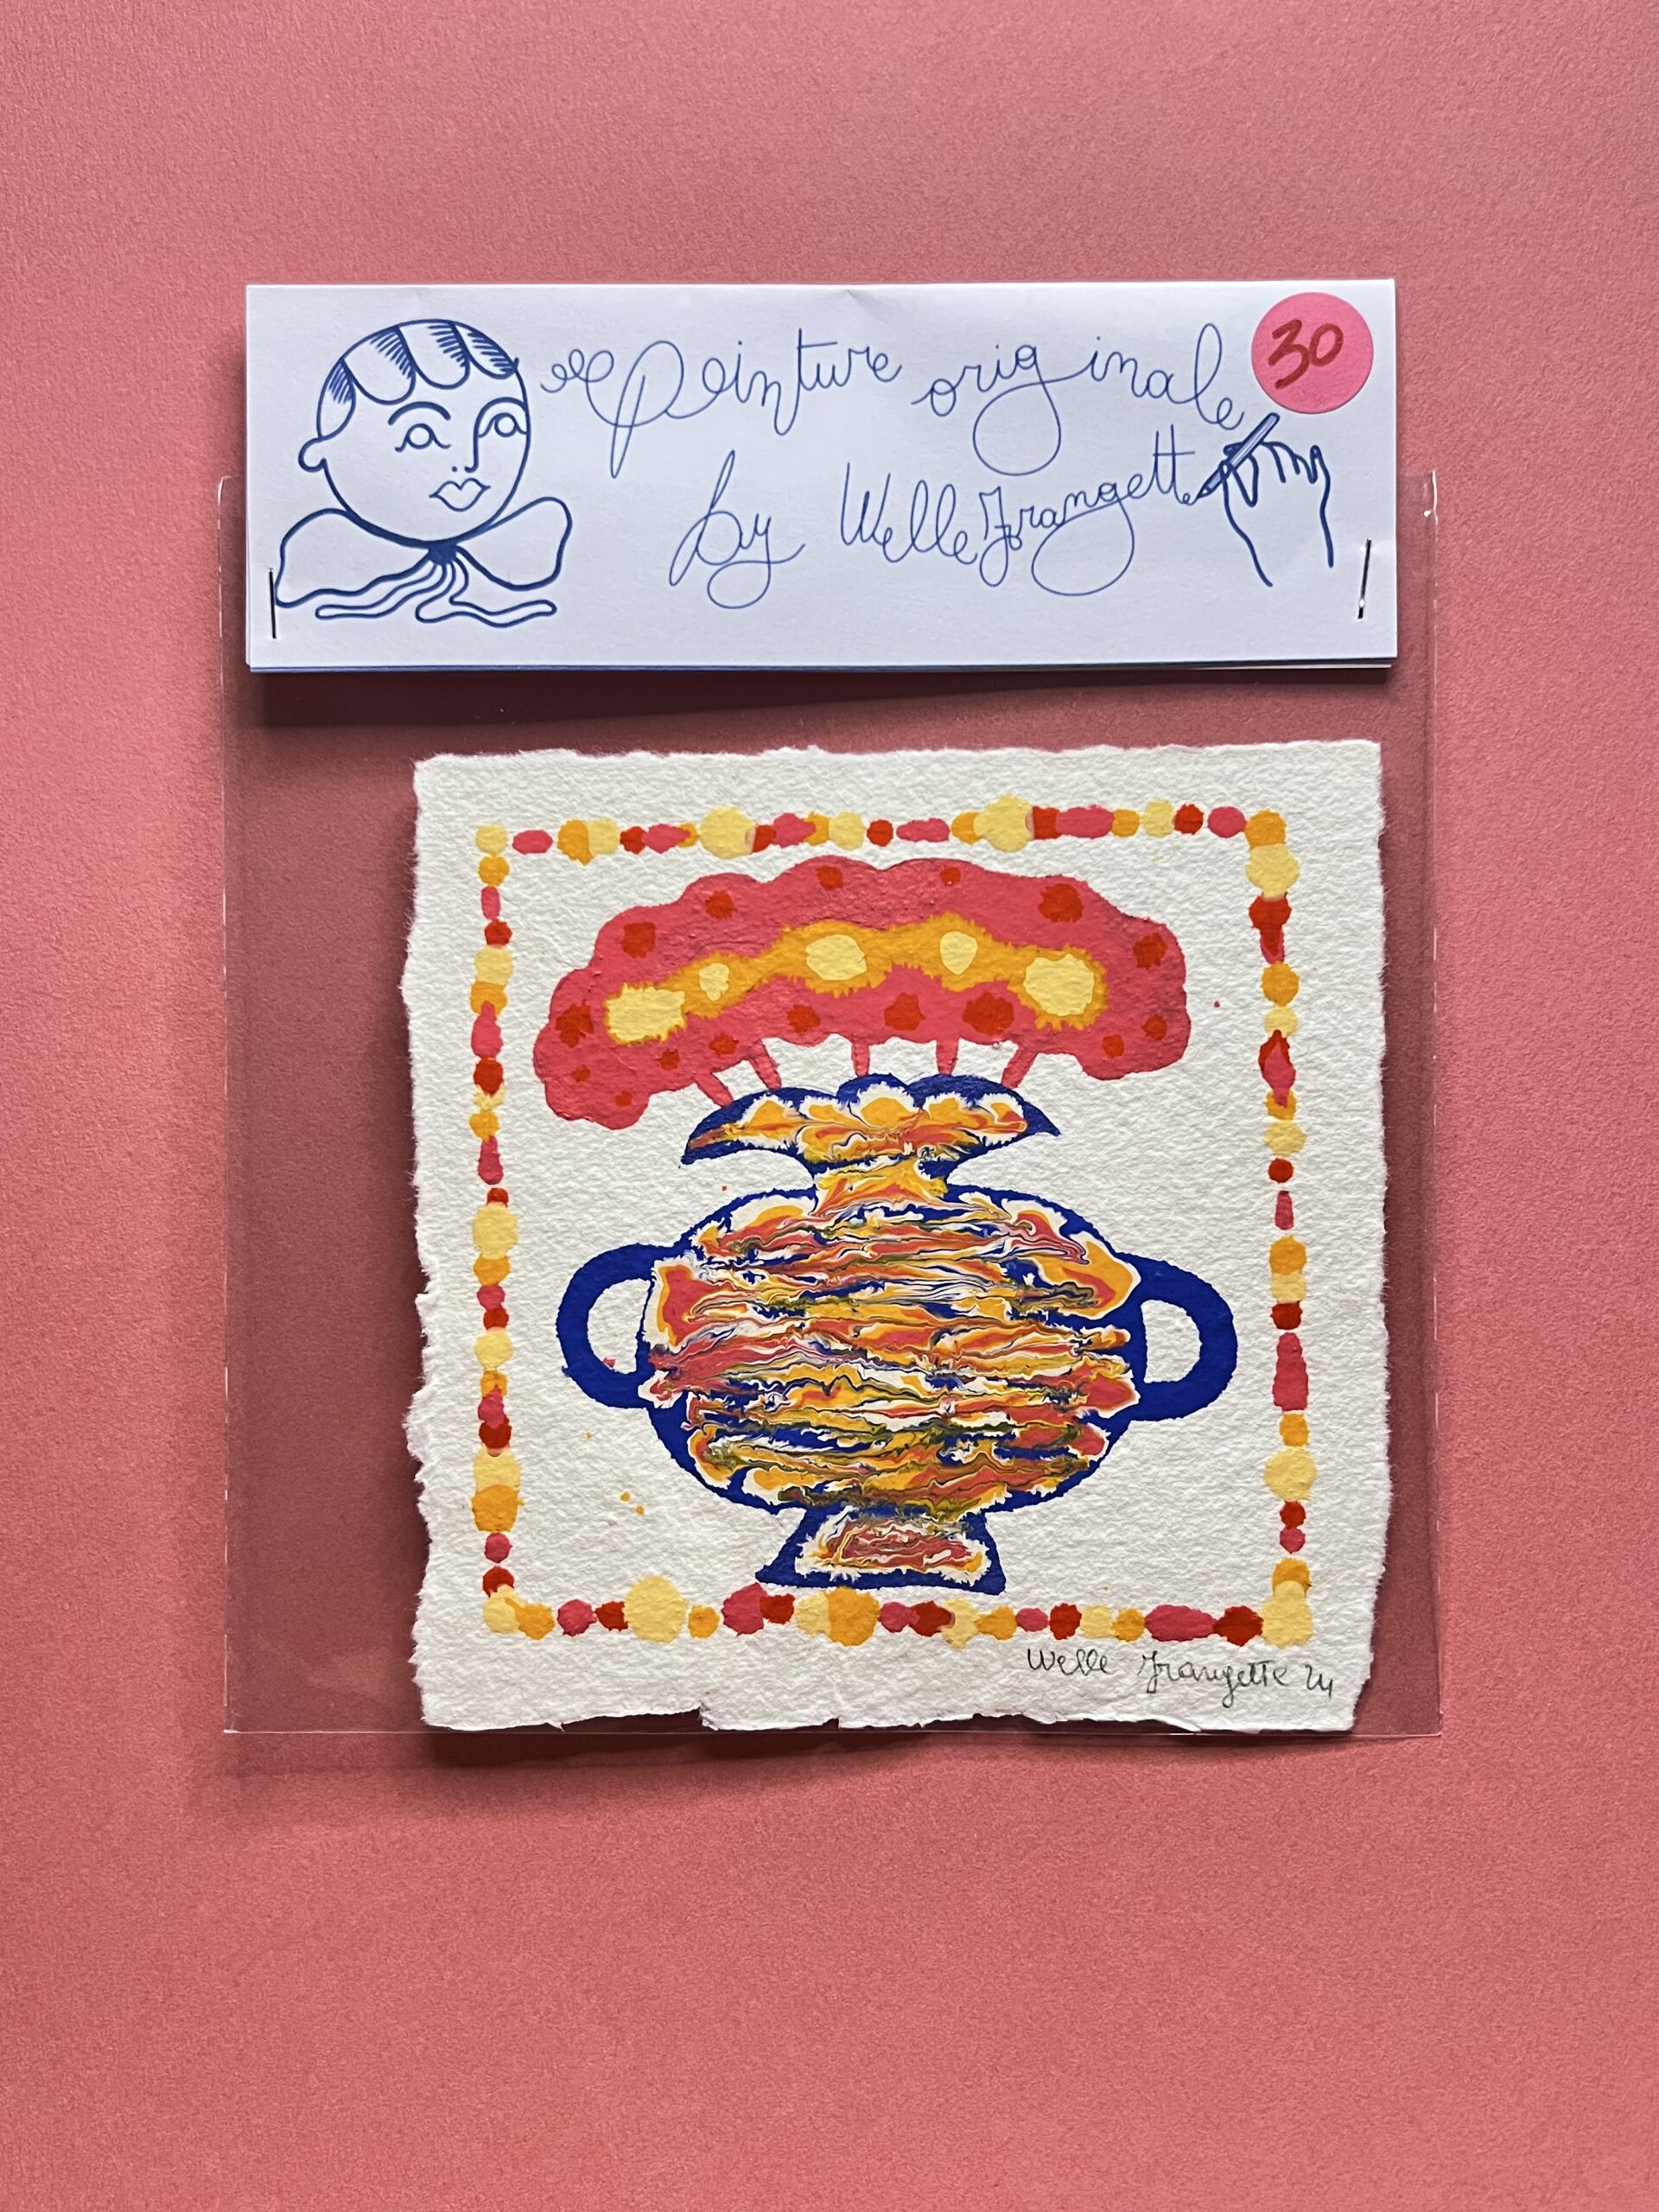 Peinture originale
30
by Welle Frangette
Welle Frangette 24